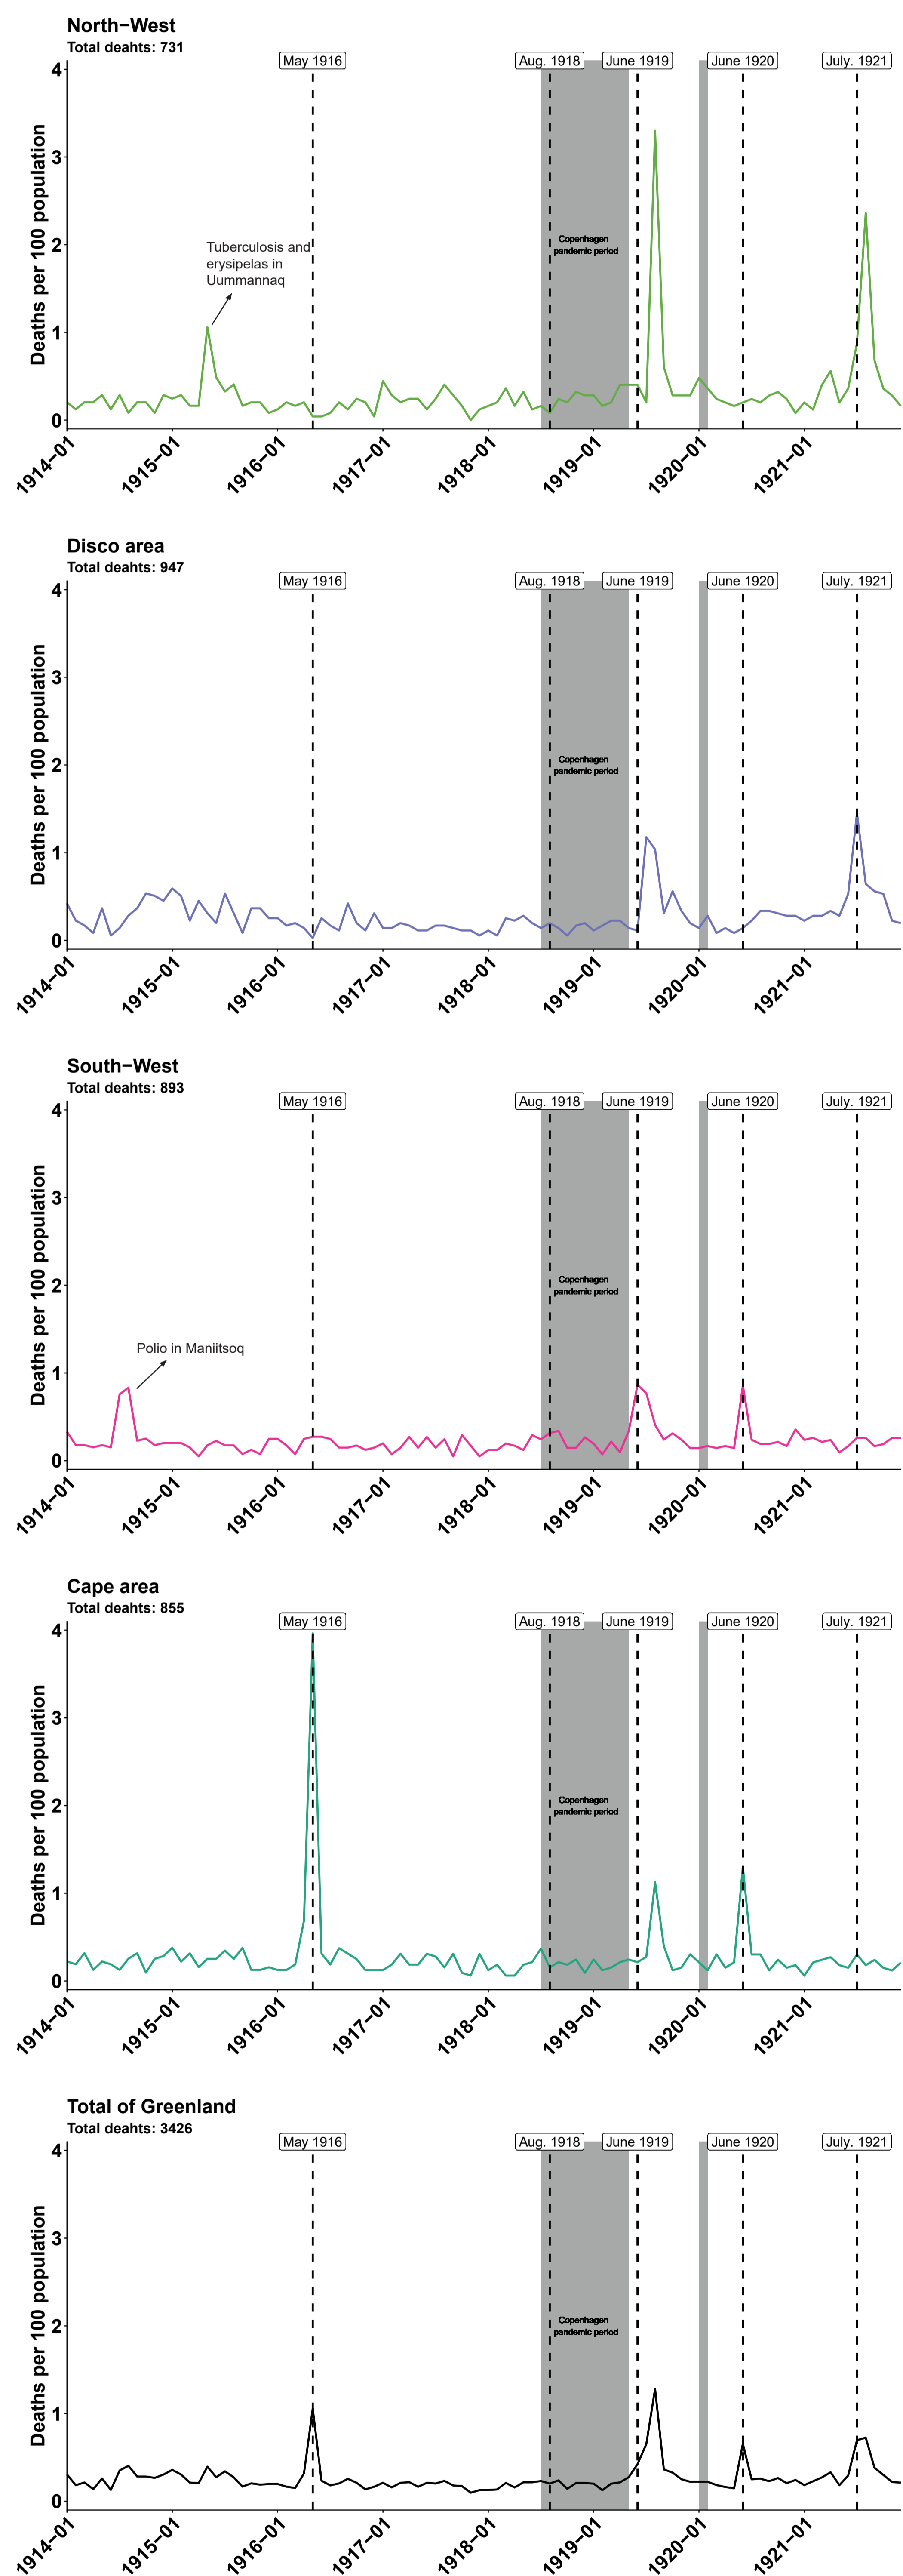 North−West
Total deahts: 731
May 1916
Aug. 1918
June 1919
June 1920
July. 1921
Deaths per 100 population
4
3
2
1
0
Tuberculosis and
erysipelas in
Uummannaq
Copenhagen
pandemic period
1914−01
1915−01
1916−01
1917−01
1918−01
1919−01
1920−01
1921−01
Disco area
Total deahts: 947
May 1916
Aug. 1918
June 1919
June 1920
July. 1921
Deaths per 100 population
4
3
2
1
0
Copenhagen
pandemic period
1914−01
1915−01
1916−01
1917−01
1918−01
1919−01
1920−01
1921−01
South−West
Total deahts: 893
May 1916
Aug. 1918
June 1919
June 1920
July. 1921
Deaths per 100 population
4
3
2
1
0
Copenhagen
pandemic period
Polio in Maniitsoq
1914−01
1915−01
1916−01
1917−01
1918−01
1919−01
1920−01
1921−01
Cape area
Total deahts: 855
May 1916
Aug. 1918
June 1919
June 1920
July. 1921
Deaths per 100 population
4
3
2
1
0
Copenhagen
pandemic period
1914−01
1915−01
1916−01
1917−01
1918−01
1919−01
1920−01
1921−01
Total of Greenland
Total deahts: 3426
May 1916
Aug. 1918
June 1919
June 1920
July. 1921
Deaths per 100 population
4
3
2
1
0
Copenhagen
pandemic period
1914−01
1915−01
1916−01
1917−01
1918−01
1919−01
1920−01
1921−01